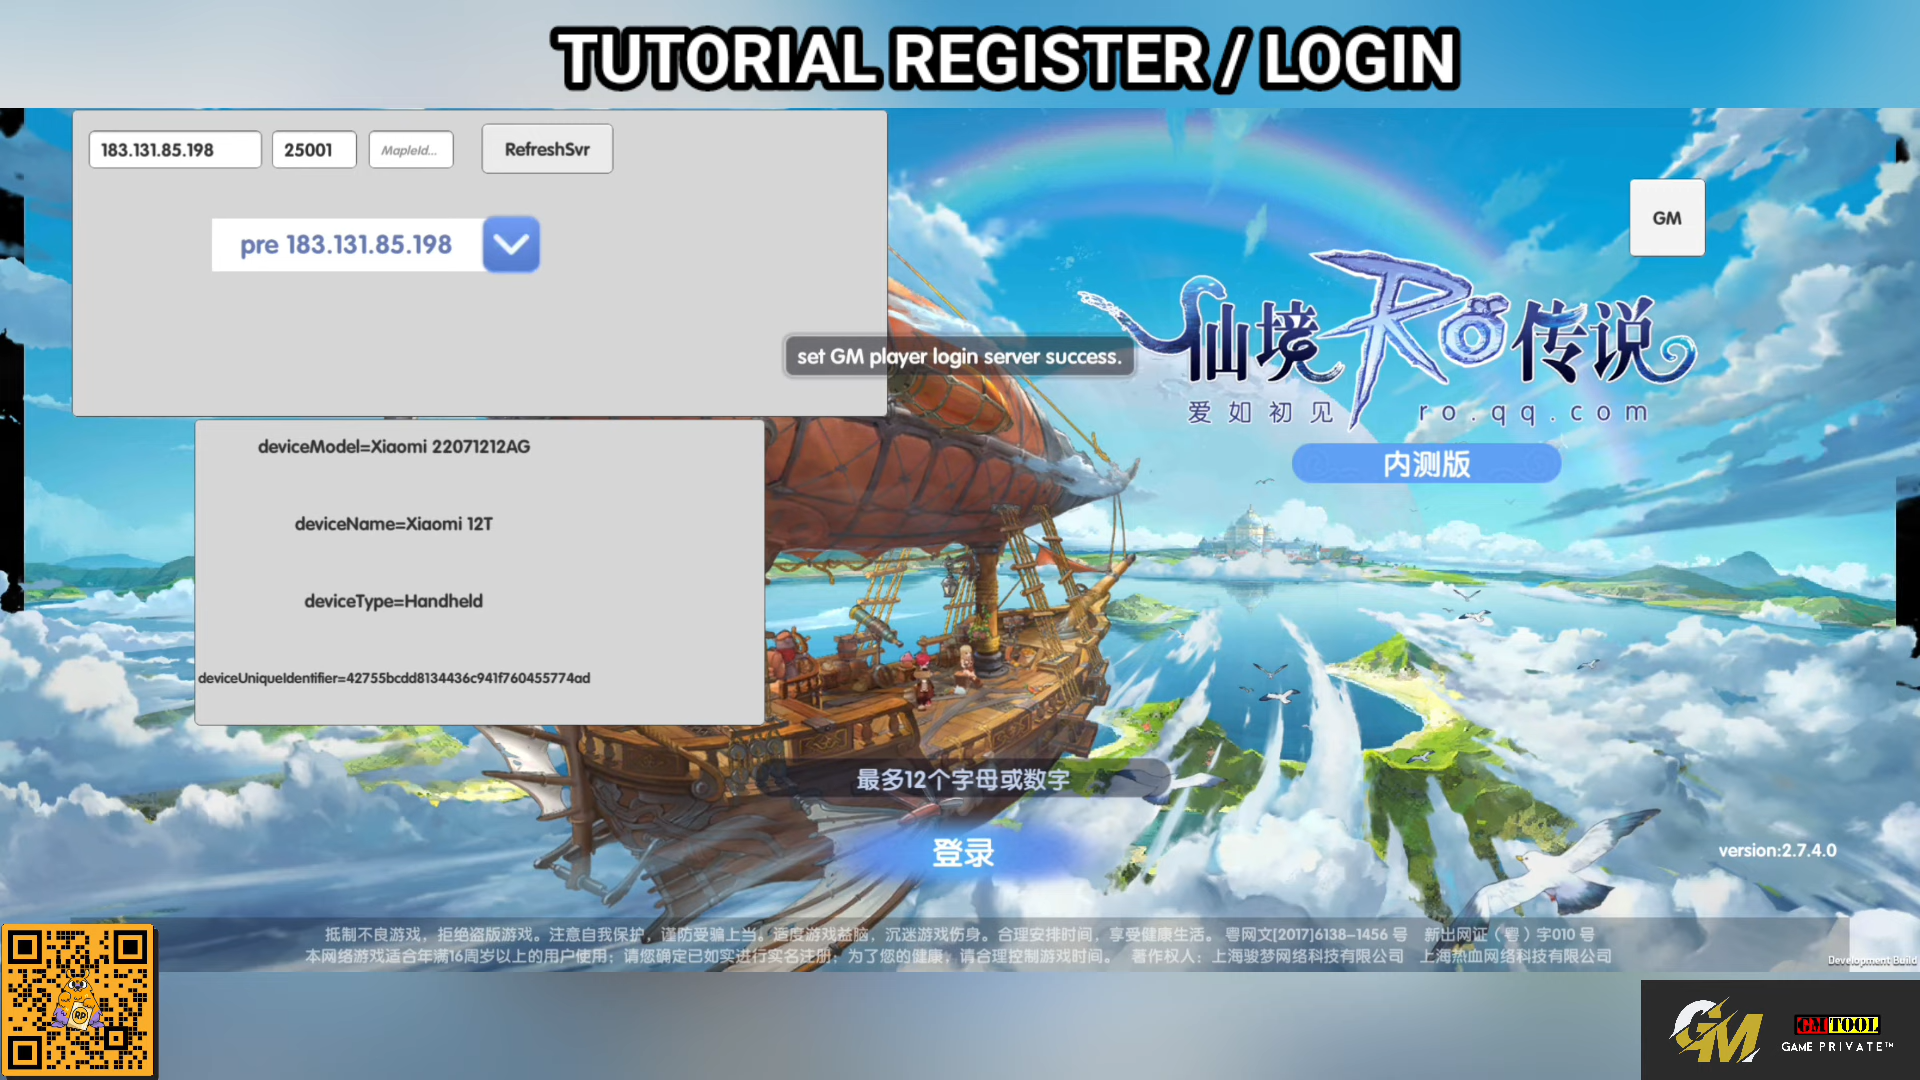 TUTORIAL REGISTER / LOGIN
183.131.85.198
25001
MapleId...
RefreshSvr
GM
pre 183.131.85.198
set GM player login server success.
仙境RO传说
爱如初见 ro.qq.com
内测版
deviceModel=Xiaomi 22071212AG
deviceName=Xiaomi 12T
deviceType=Handheld
deviceUniqueIdentifier=42755bcdd8134436c941f760455774ad
最多12个字母或数字
登录
version:2.7.4.0
抵制不良游戏，拒绝盗版游戏。注意自我保护，谨防受骗上当。适度游戏益脑，沉迷游戏伤身。合理安排时间，享受健康生活。 粤网文[2017]6138-1456 号 新出网证（粤）字010 号
本网络游戏适合年满16周岁以上的用户使用；请您确定已如实进行实名注册；为了您的健康，请合理控制游戏时间。 著作权人：上海骏梦网络科技有限公司 上海热血网络科技有限公司
Development Build
RP
GM
GMTOOL
GAME PRIVATE™